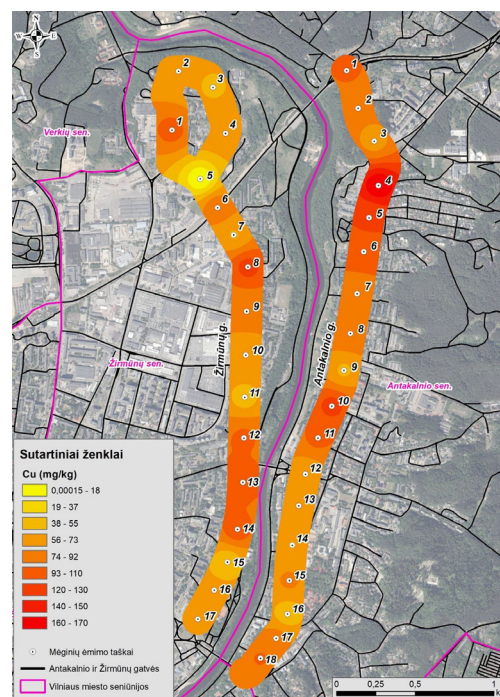 N
W E
S
1
2
3
4
5
6
7
8
9
10
11
12
13
14
15
16
17
1
2
3
4
5
6
7
8
9
10
11
12
13
14
15
16
17
18
Verkių sen.
Žirmūnų sen.
Žirmūnų g.
Antakalnio g.
Antakalnio sen.
Sutartiniai ženklai
Cu (mg/kg)
0,00015 - 18
19 - 37
38 - 55
56 - 73
74 - 92
93 - 110
120 - 130
140 - 150
160 - 170
Mėginių ėmimo taškai
Antakalnio ir Žirmūnų gatvės
Vilniaus miesto seniūnijos
0 0,25 0,5 1